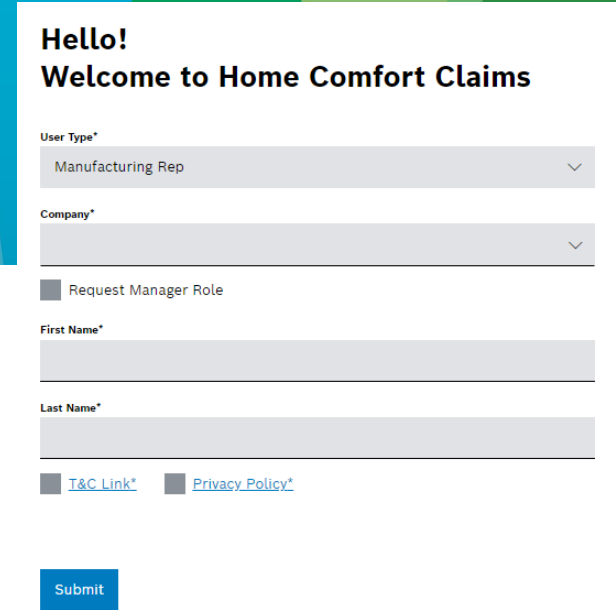 Hello!
Welcome to Home Comfort Claims
User Type*
Manufacturing Rep
Company*
Request Manager Role
First Name*
Last Name*
T&C Link* Privacy Policy*
Submit